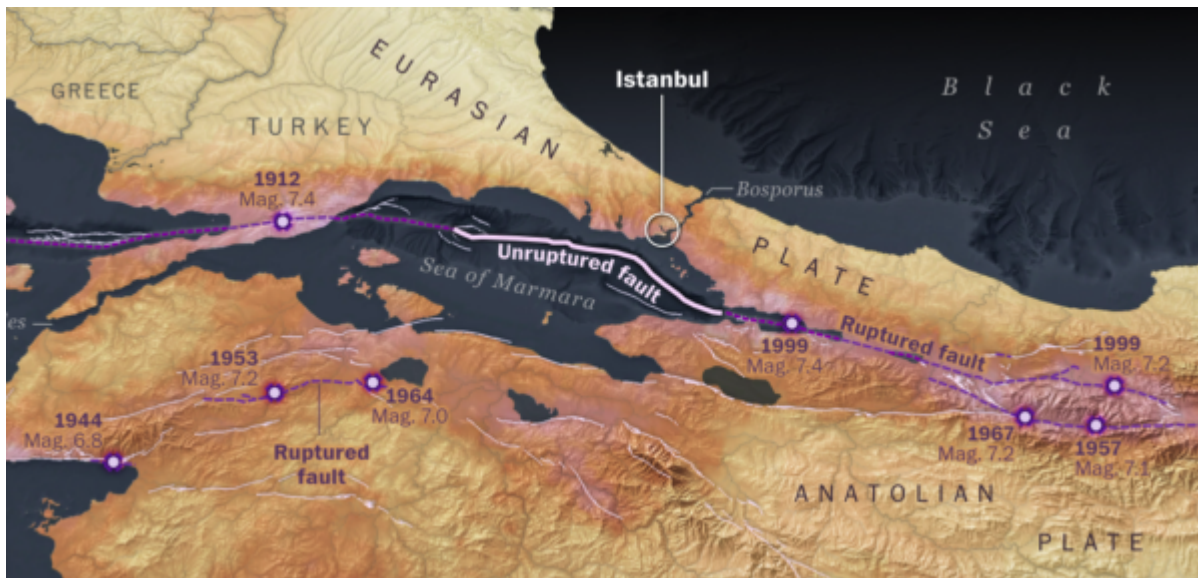 EURASIAN
Istanbul
Black
Sea
GREECE
TURKEY
1912
Mag. 7.4
Bosporus
Unruptured fault
PLATE
Sea of Marmara
Ruptured fault
1999
Mag. 7.4
1999
Mag. 7.2
1953
Mag. 7.2
1964
Mag. 7.0
1944
Mag. 6.8
Ruptured
fault
1967
Mag. 7.2
1957
Mag. 7.1
ANATOLIAN
PLATE